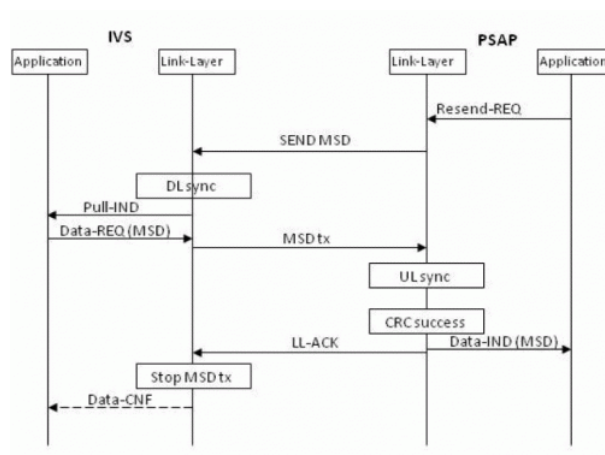 IVS
PSAP
Application
Link-Layer
Link-Layer
Application
Resend-REQ
SEND MSD
DL sync
Pull-IND
Data-REQ (MSD)
MSD tx
UL sync
CRC success
LL-ACK
Data-IND (MSD)
Stop MSD tx
Data-CNF